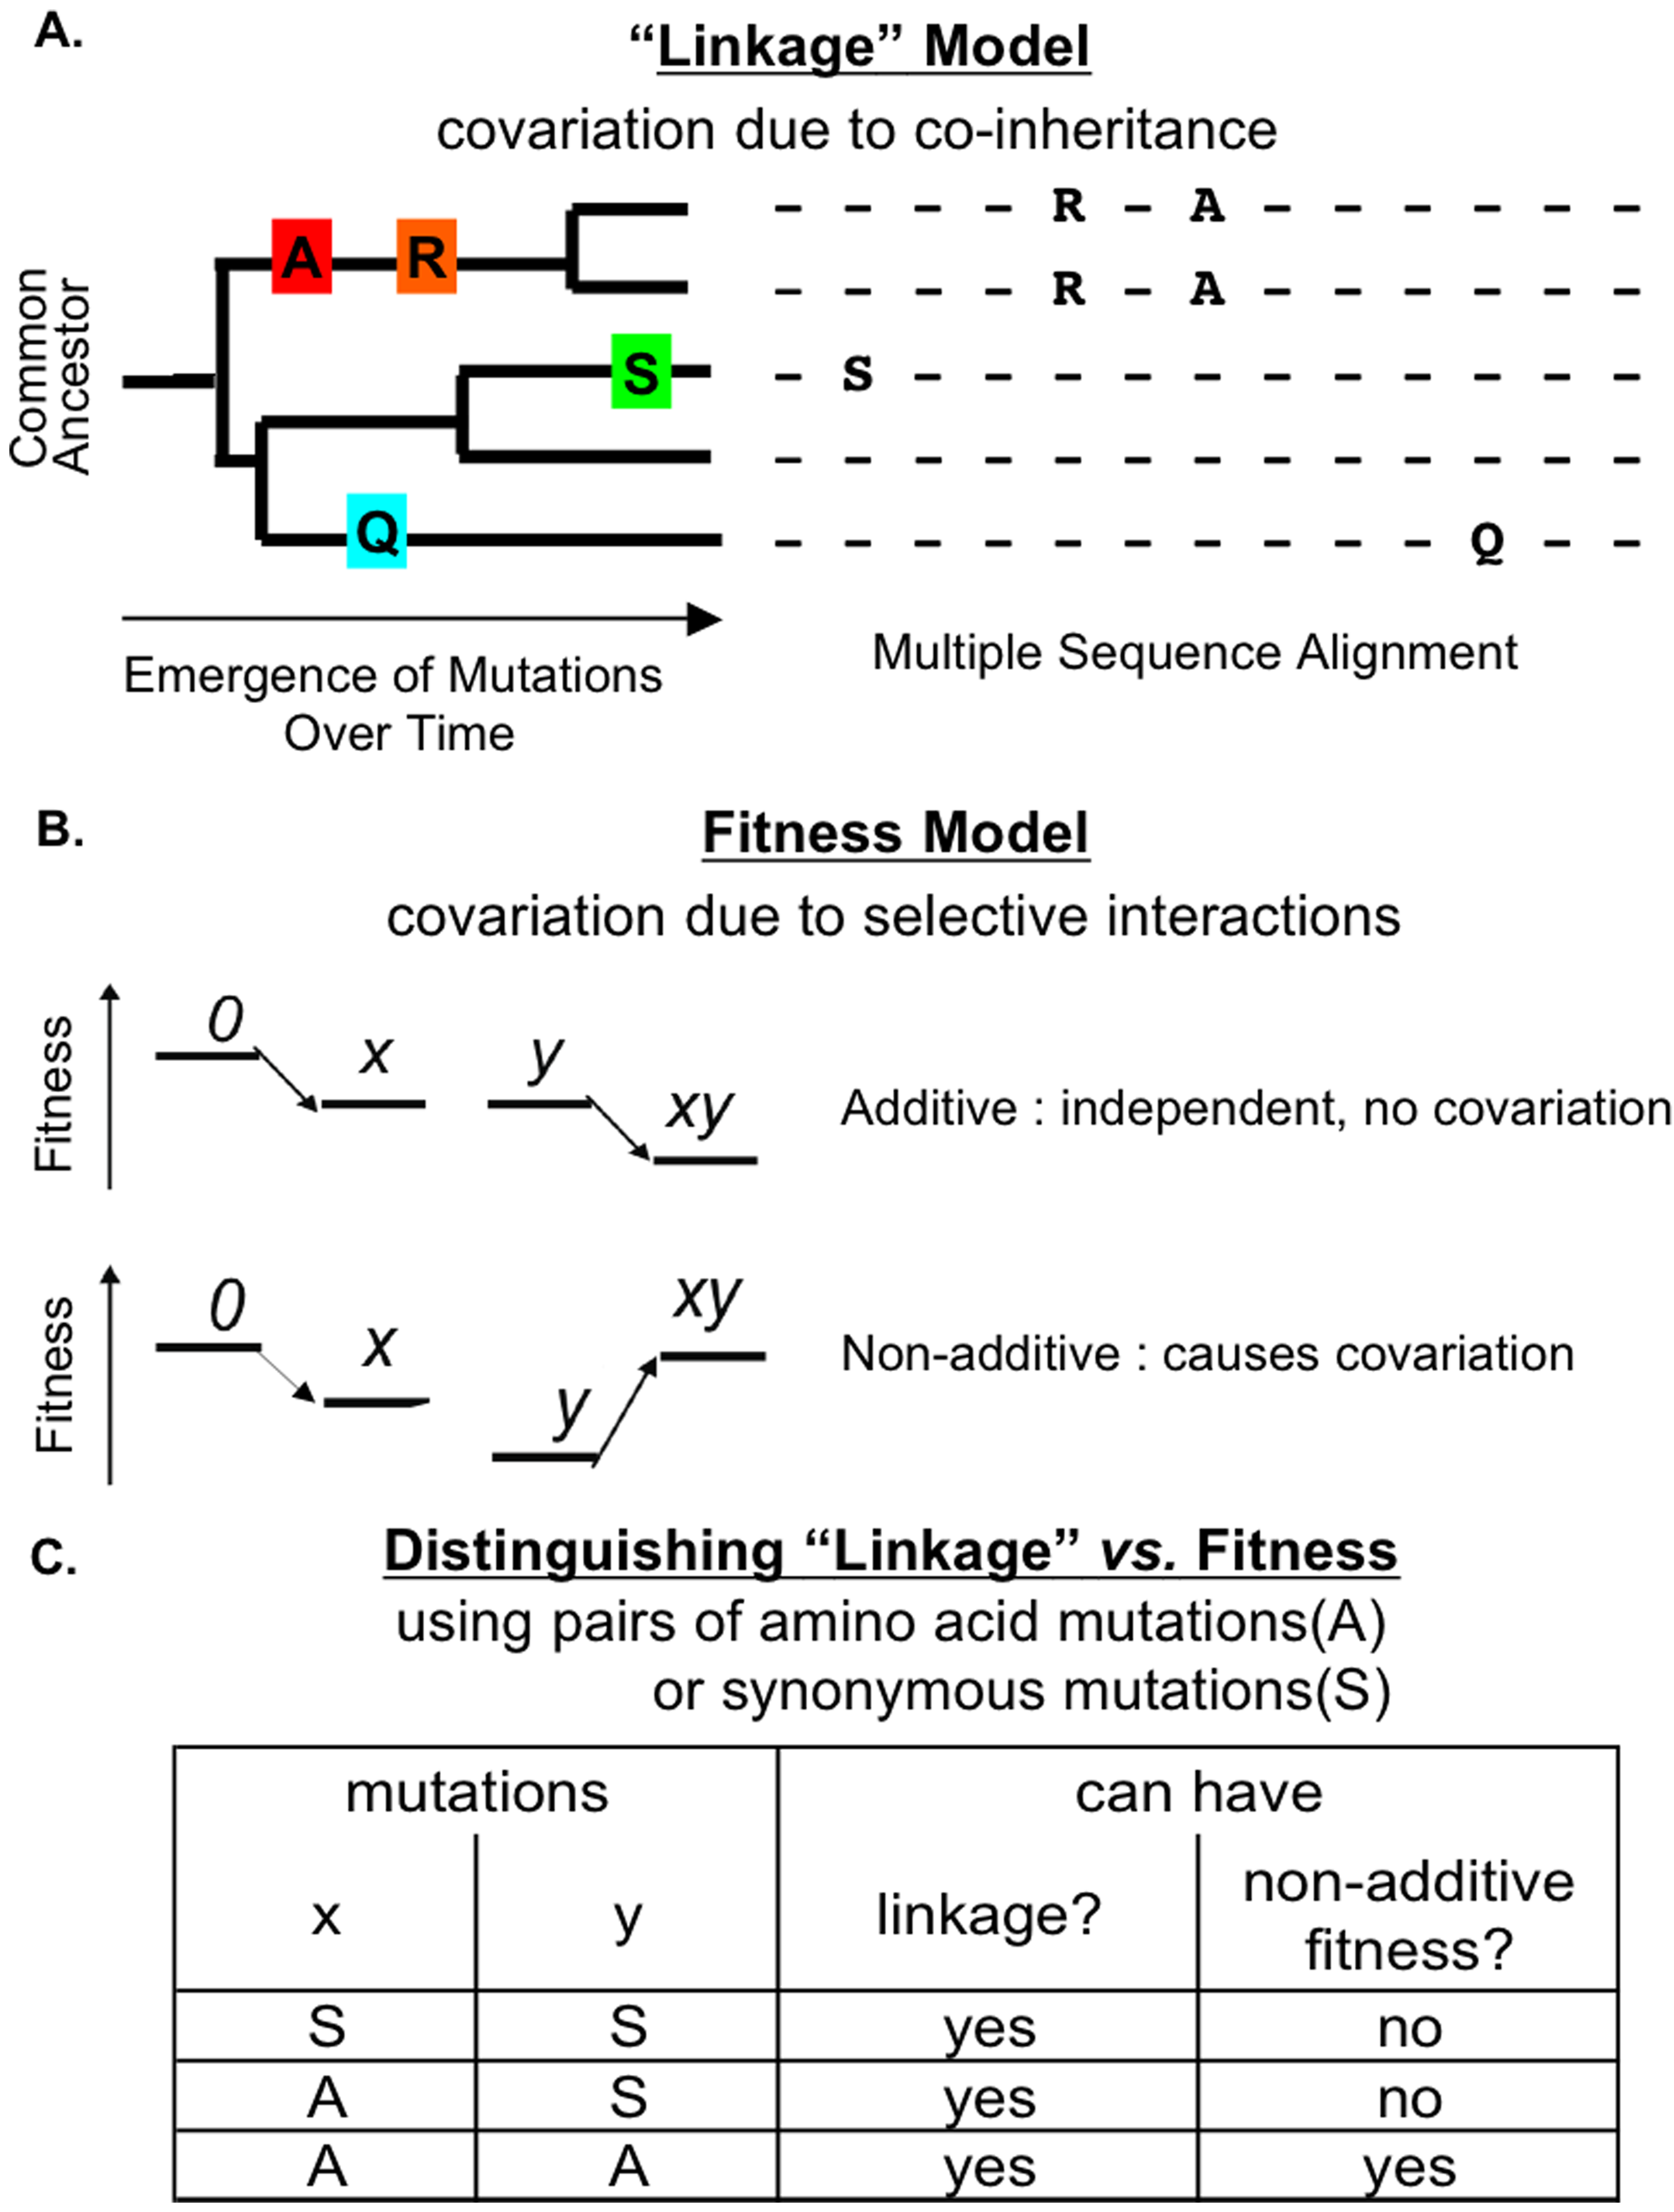 A.
“Linkage” Model
covariation due to co-inheritance
Common
Ancestor
A R
S
Q
- - - - R - A - - - - - -
- - - - R - A - - - - - -
- S - - - - - - - - - - -
- - - - - - - - - - - - -
- - - - - - - - - - Q - -
Emergence of Mutations
Over Time
Multiple Sequence Alignment
B.
Fitness Model
covariation due to selective interactions
Fitness
0 x y xy
Additive : independent, no covariation
Fitness
0 x y xy
Non-additive : causes covariation
C.
Distinguishing “Linkage” vs. Fitness
using pairs of amino acid mutations(A)
or synonymous mutations(S)
mutations can have
x y linkage? non-additive
fitness?
S S yes no
A S yes no
A A yes yes